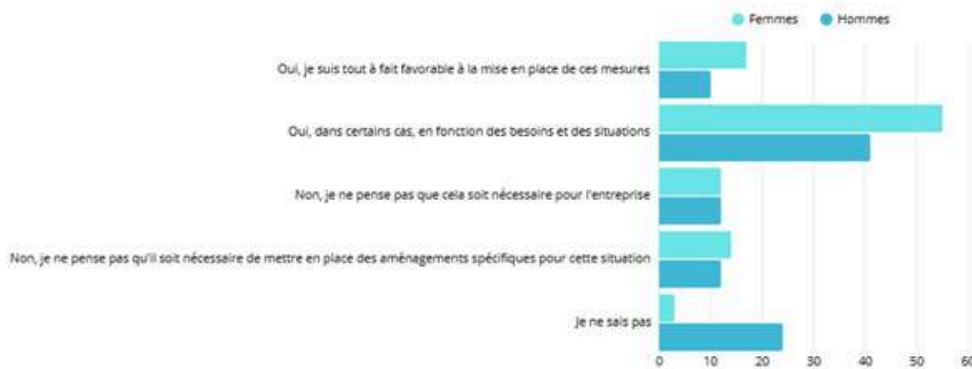 Femmes Hommes
Oui, je suis tout à fait favorable à la mise en place de ces mesures
Oui, dans certains cas, en fonction des besoins et des situations
Non, je ne pense pas que cela soit nécessaire pour l'entreprise
Non, je ne pense pas qu'il soit nécessaire de mettre en place des aménagements spécifiques pour cette situation
Je ne sais pas
0 10 20 30 40 50 60